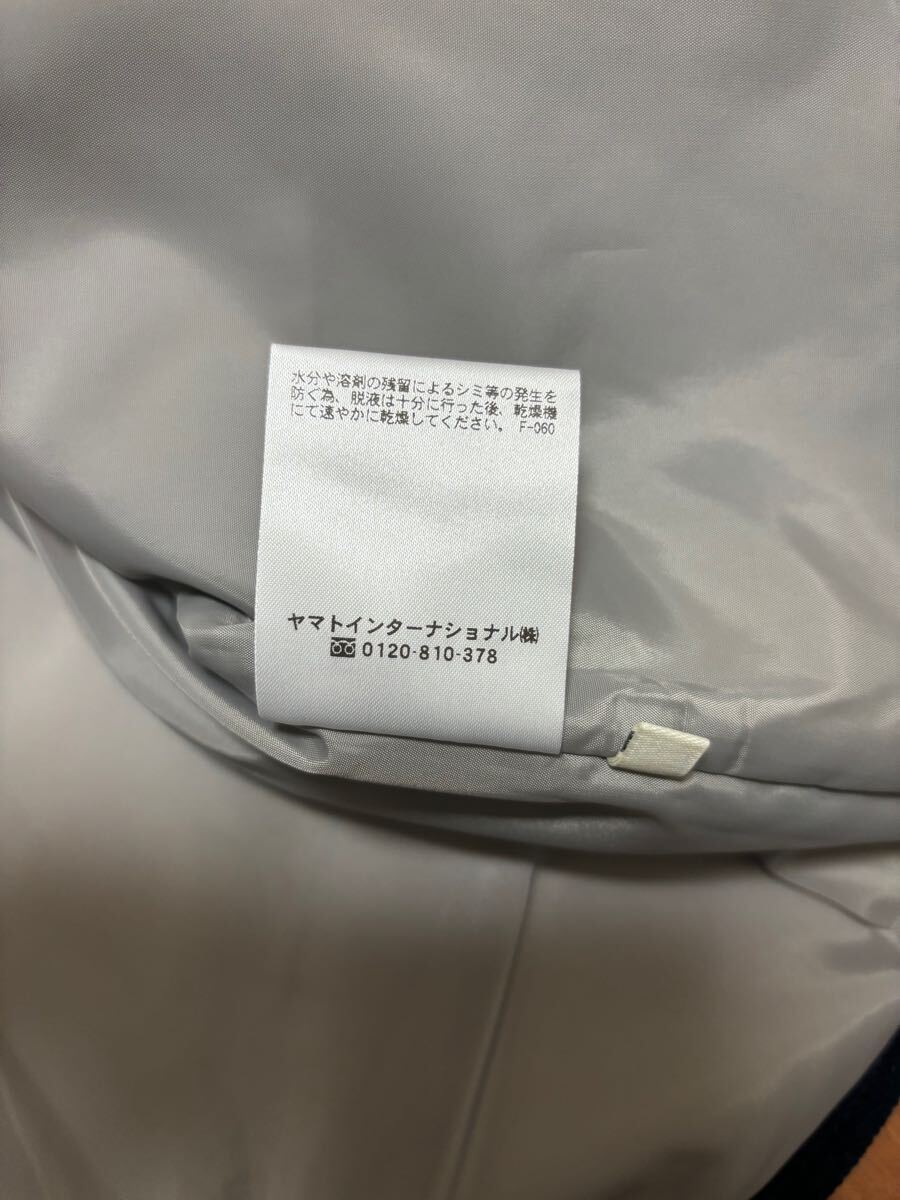 水分や溶剤の残留によるシミ等の発生を
防ぐ為、脱液は十分に行った後、乾燥機
にて速やかに乾燥してください。 F-060
ヤマトインターナショナル㈱
0120-810-378